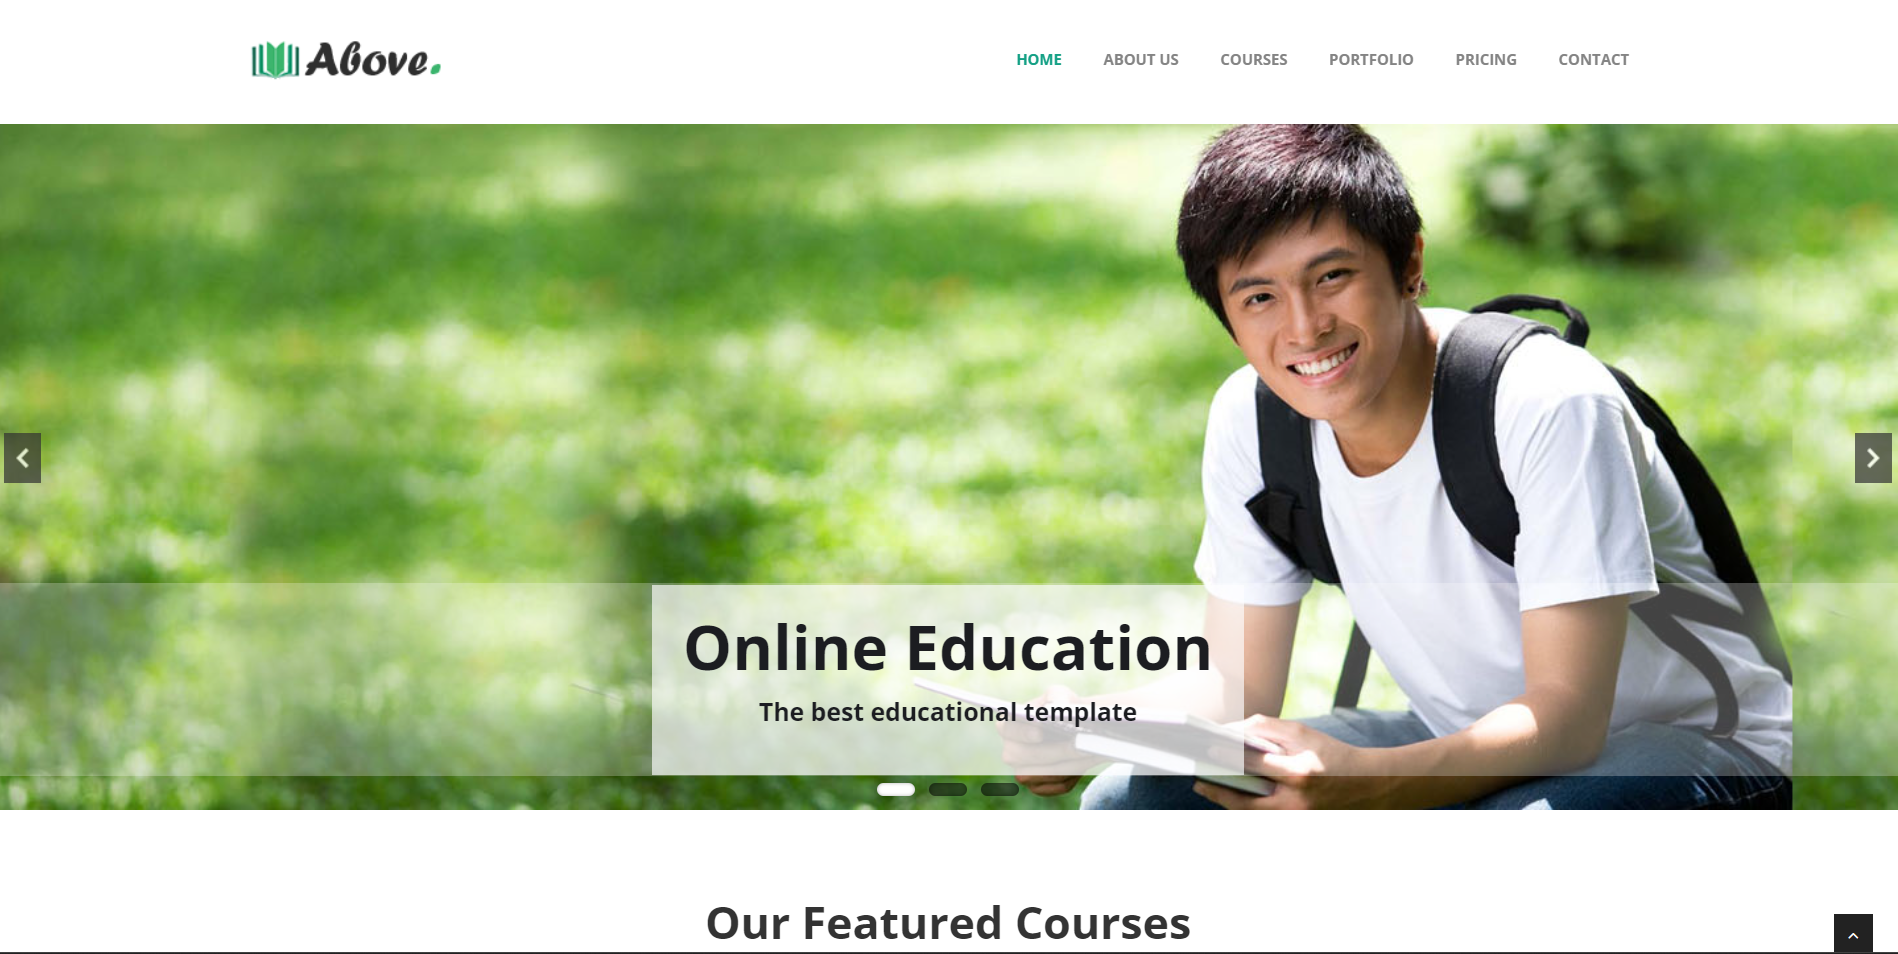 Above.
HOME ABOUT US COURSES PORTFOLIO PRICING CONTACT
Online Education
The best educational template
Our Featured Courses